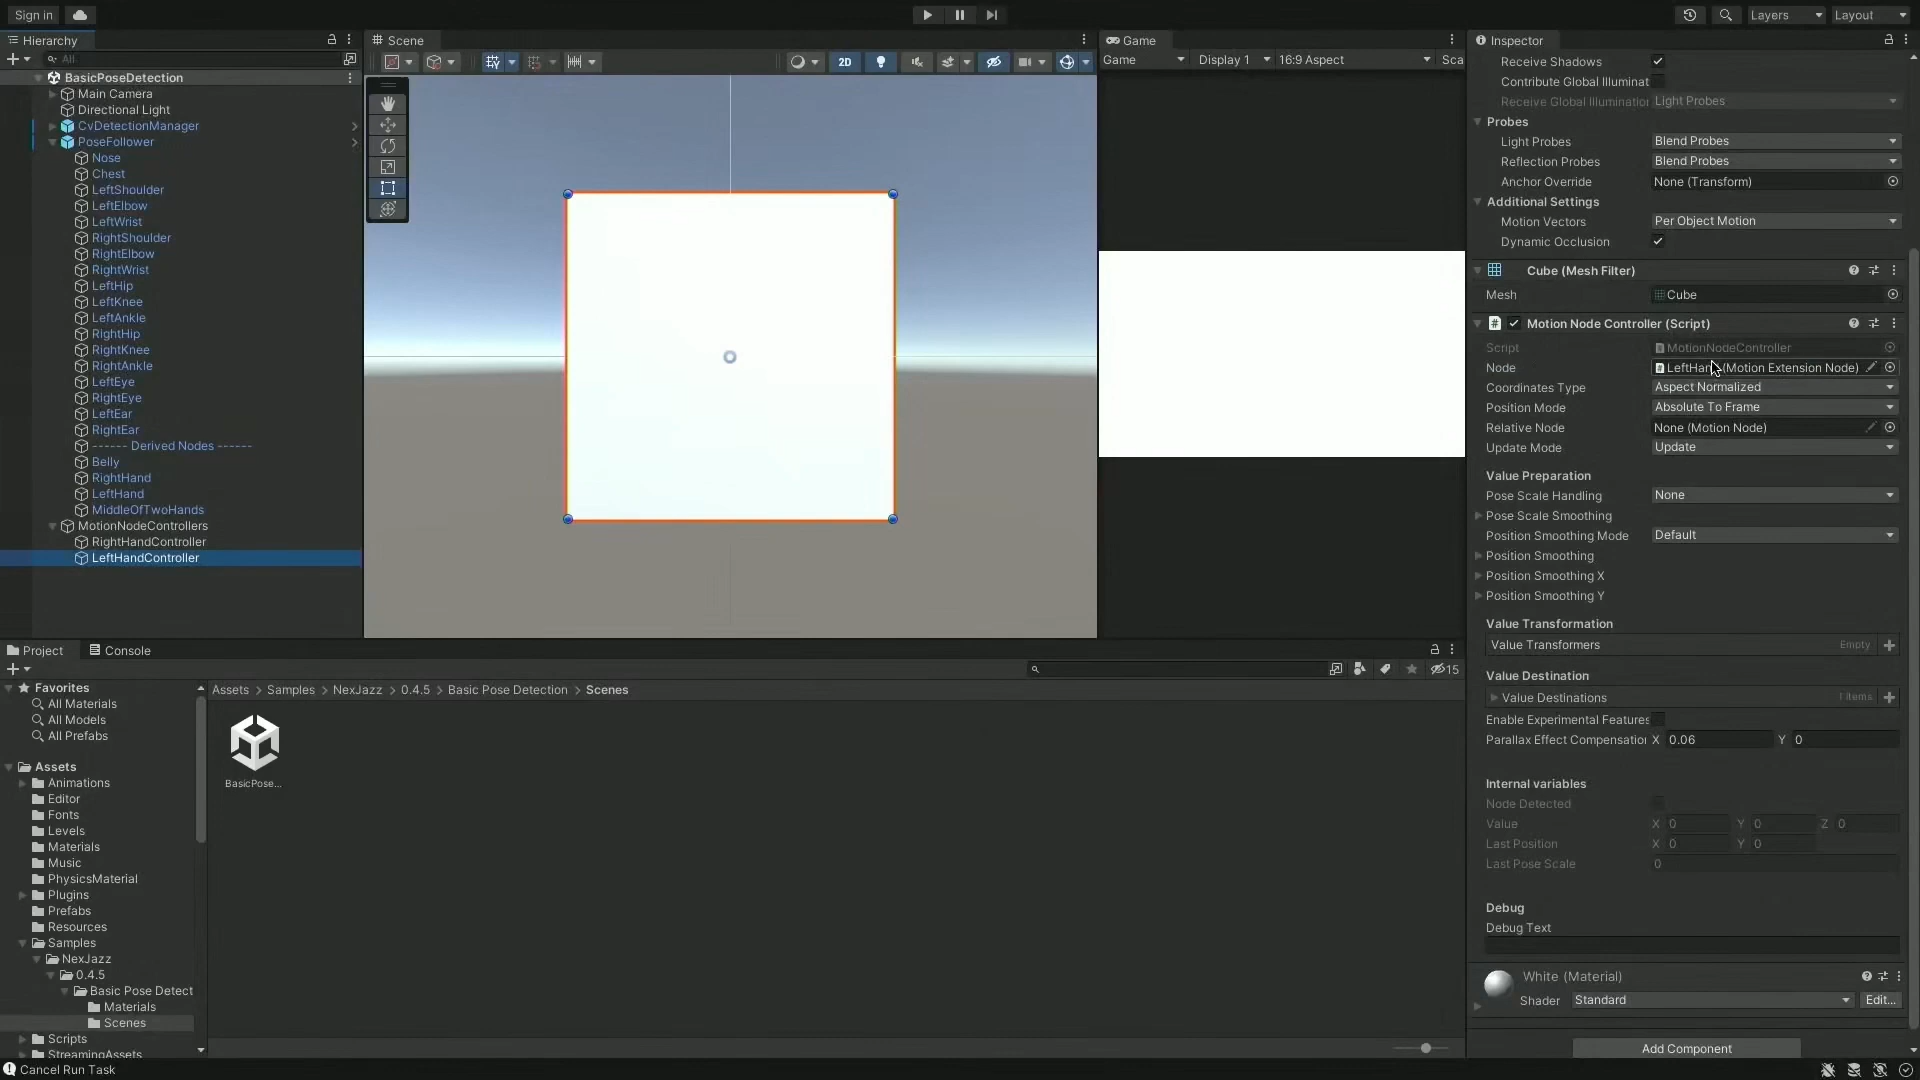 Sign in
Layers
Layout
Hierarchy
All
BasicPoseDetection
Main Camera
Directional Light
CvDetectionManager
PoseFollower
Nose
Chest
LeftShoulder
LeftElbow
LeftWrist
RightShoulder
RightElbow
RightWrist
LeftHip
LeftKnee
LeftAnkle
RightHip
RightKnee
RightAnkle
LeftEye
RightEye
LeftEar
RightEar
------ Derived Nodes ------
Belly
RightHand
LeftHand
MiddleOfTwoHands
MotionNodeControllers
RightHandController
LeftHandController
Scene
2D
Game
Game Display 1 16:9 Aspect Sca
Inspector
Receive Shadows
Contribute Global Illuminat
Receive Global Illumination Light Probes
Probes
Light Probes Blend Probes
Reflection Probes Blend Probes
Anchor Override None (Transform)
Additional Settings
Motion Vectors Per Object Motion
Dynamic Occlusion
Cube (Mesh Filter)
Mesh Cube
# Motion Node Controller (Script)
Script MotionNodeController
Node LeftHand (Motion Extension Node)
Coordinates Type Aspect Normalized
Position Mode Absolute To Frame
Relative Node None (Motion Node)
Update Mode Update
Value Preparation
Pose Scale Handling None
Pose Scale Smoothing
Position Smoothing Mode Default
Position Smoothing
Position Smoothing X
Position Smoothing Y
Value Transformation
Value Transformers Empty
Value Destination
Value Destinations 1 items
Enable Experimental Features
Parallax Effect Compensation X 0.06 Y 0
Internal variables
Node Detected
Value X 0 Y 0 Z 0
Last Position X 0 Y 0
Last Pose Scale 0
Debug
Debug Text
White (Material)
Shader Standard Edit...
Add Component
Project
Console
15
Favorites
All Materials
All Models
All Prefabs
Assets
Animations
Editor
Fonts
Levels
Materials
Music
PhysicsMaterial
Plugins
Prefabs
Resources
Samples
NexJazz
0.4.5
Basic Pose Detect
Materials
Scenes
Scripts
StreamingAssets
Assets > Samples > NexJazz > 0.4.5 > Basic Pose Detection > Scenes
BasicPose...
Cancel Run Task